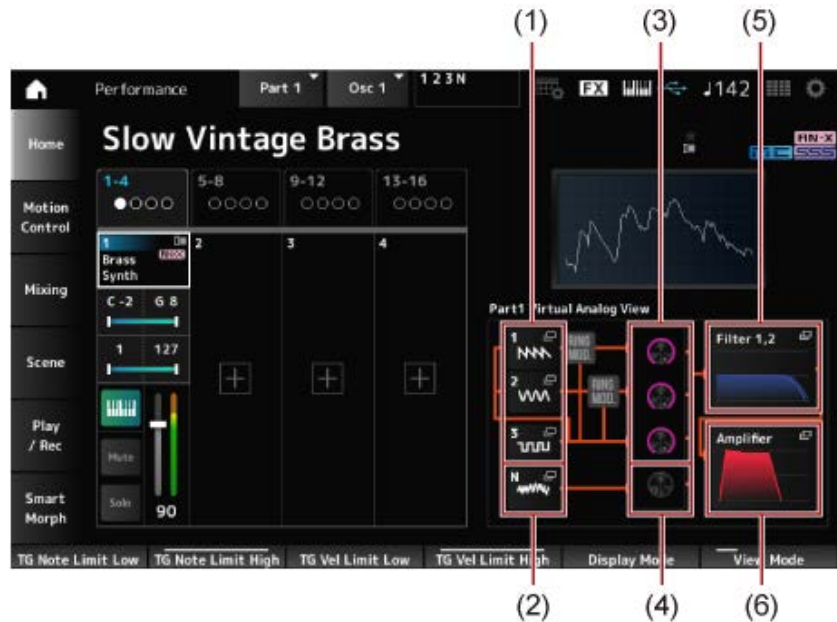 (1) (3) (5)
Performance Part 1 Osc 1 1 2 3 N FX ♩142
Home Slow Vintage Brass
AN-X
1-4 5-8 9-12 13-16
Motion
Control
1 2 3 4
Brass
Synth
Mixing
C -2 G 8
Part1 Virtual Analog View
1 RING
MOD.
Filter 1,2
Scene 1 127
2 RING
MOD.
Play
/ Rec
Mute
3 Amplifier
Smart
Morph
Solo 90
N
TG Note Limit Low TG Note Limit High TG Vel Limit Low TG Vel Limit High Display Mode View Mode
(2) (4) (6)